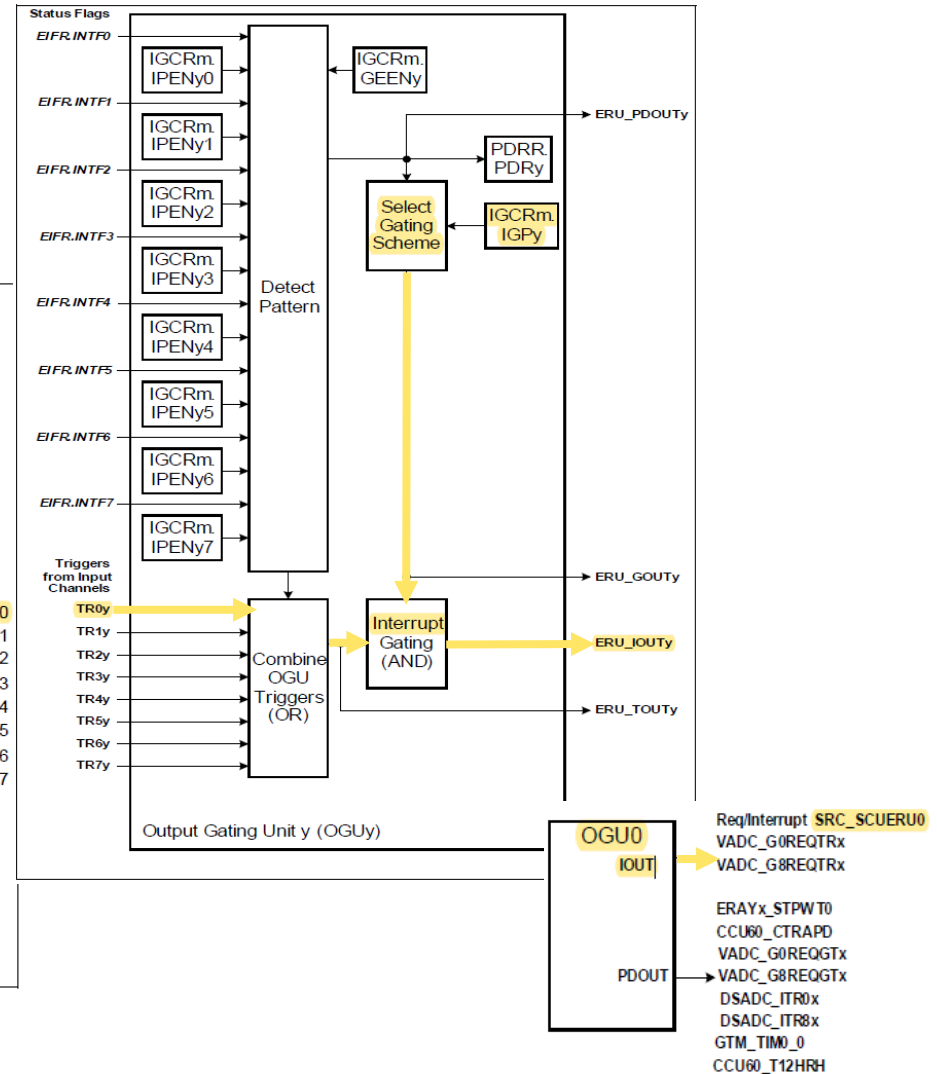 Status Flags
EIFR.INTF0
IGCRm.
IPENy0
IGCRm.
GEENy
EIFR.INTF1
ERU_PDOUTy
IGCRm.
IPENy1
PDRR.
PDRy
EIFR.INTF2
IGCRm.
IPENy2
Select
Gating
Scheme
IGCRm.
IGPy
EIFR.INTF3
IGCRm.
IPENy3
Detect
Pattern
EIFR.INTF4
IGCRm.
IPENy4
EIFR.INTF5
IGCRm.
IPENy5
EIFR.INTF6
IGCRm.
IPENy6
EIFR.INTF7
IGCRm.
IPENy7
Triggers
from Input
Channels
ERU_GOUTy
0
1
2
3
4
5
6
7
TR0y
TR1y
TR2y
TR3y
TR4y
TR5y
TR6y
TR7y
Combine
OGU
Triggers
(OR)
Interrupt
Gating
(AND)
ERU_IOUTy
ERU_TOUTy
Output Gating Unit y (OGUy)
OGU0
IOUT
PDOUT
Req/Interrupt SRC_SCUERU0
VADC_G0REQTRx
VADC_G8REQTRx
ERAYx_STPWT0
CCU60_CTRAPD
VADC_G0REQGTx
VADC_G8REQGTx
DSADC_ITR0x
DSADC_ITR8x
GTM_TIM0_0
CCU60_T12HRH